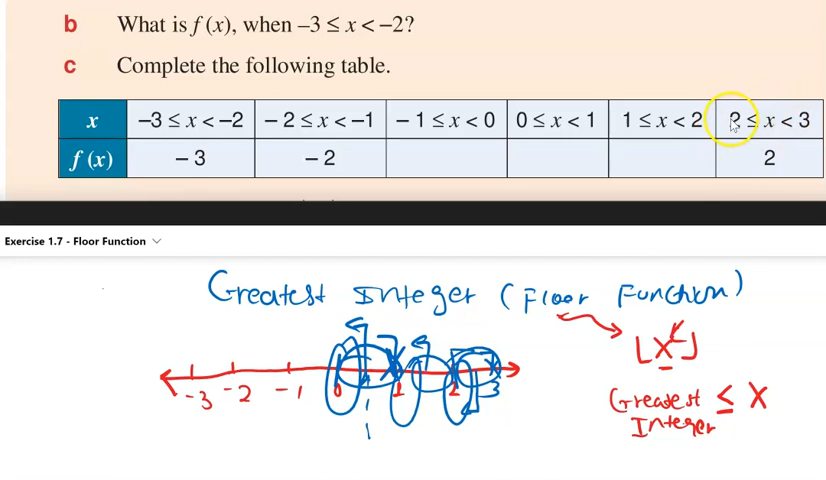 b What is f (x), when –3 ≤ x < –2?
c Complete the following table.
x –3 ≤ x < –2 – 2 ≤ x < –1 – 1 ≤ x < 0 0 ≤ x < 1 1 ≤ x < 2 2 ≤ x < 3
f (x) – 3 – 2 2
Exercise 1.7 - Floor Function
Greatest Integer (Floor Function)
⌊x⌋
-3 -2 -1 0 1 2 3
Greatest ≤ x
Integer